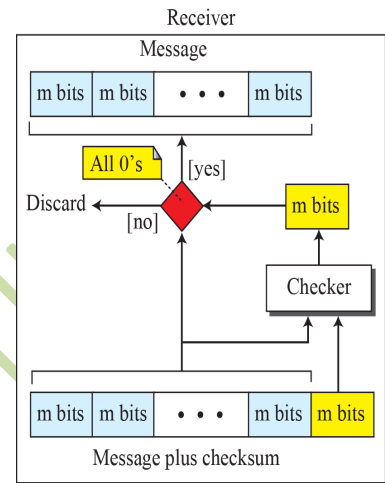 Receiver
Message
m bits m bits • • • m bits
All 0's
[yes]
Discard
[no]
m bits
Checker
m bits m bits • • • m bits m bits
Message plus checksum